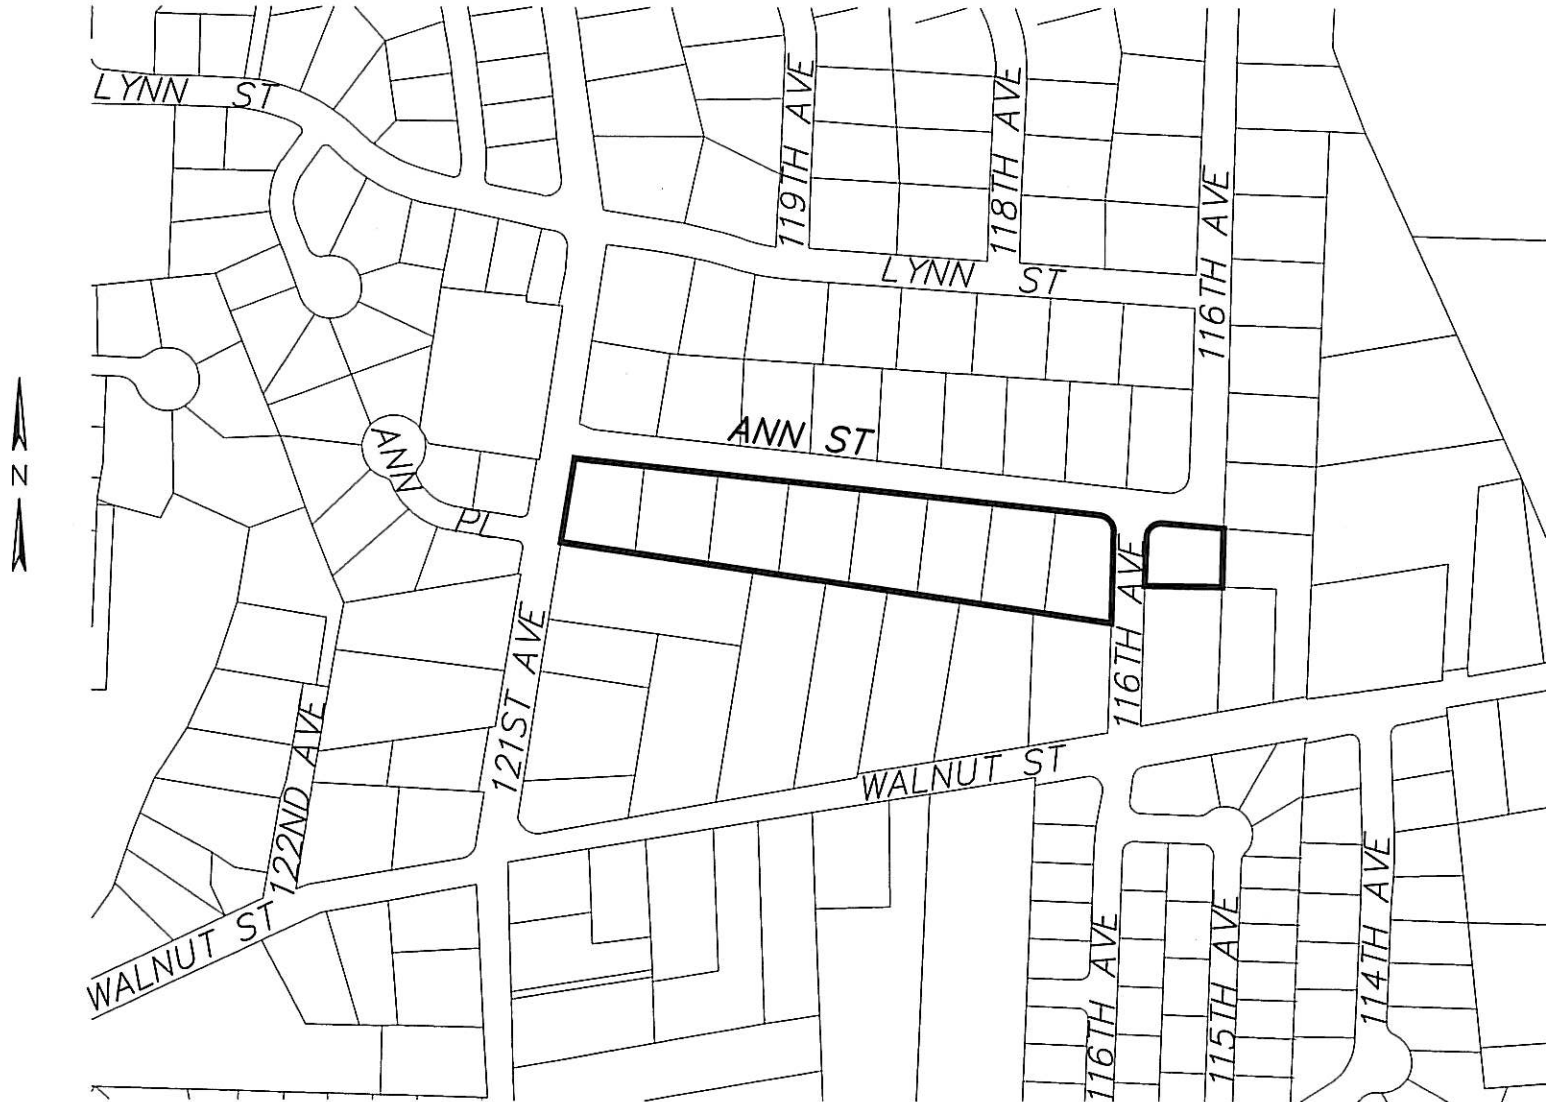 LYNN ST
119TH AVE
118TH AVE
116TH AVE
LYNN ST
ANN ST
N
ANN PL
116TH AVE
121ST AVE
122ND AVE
WALNUT ST
WALNUT ST
116TH AVE
115TH AVE
114TH AVE